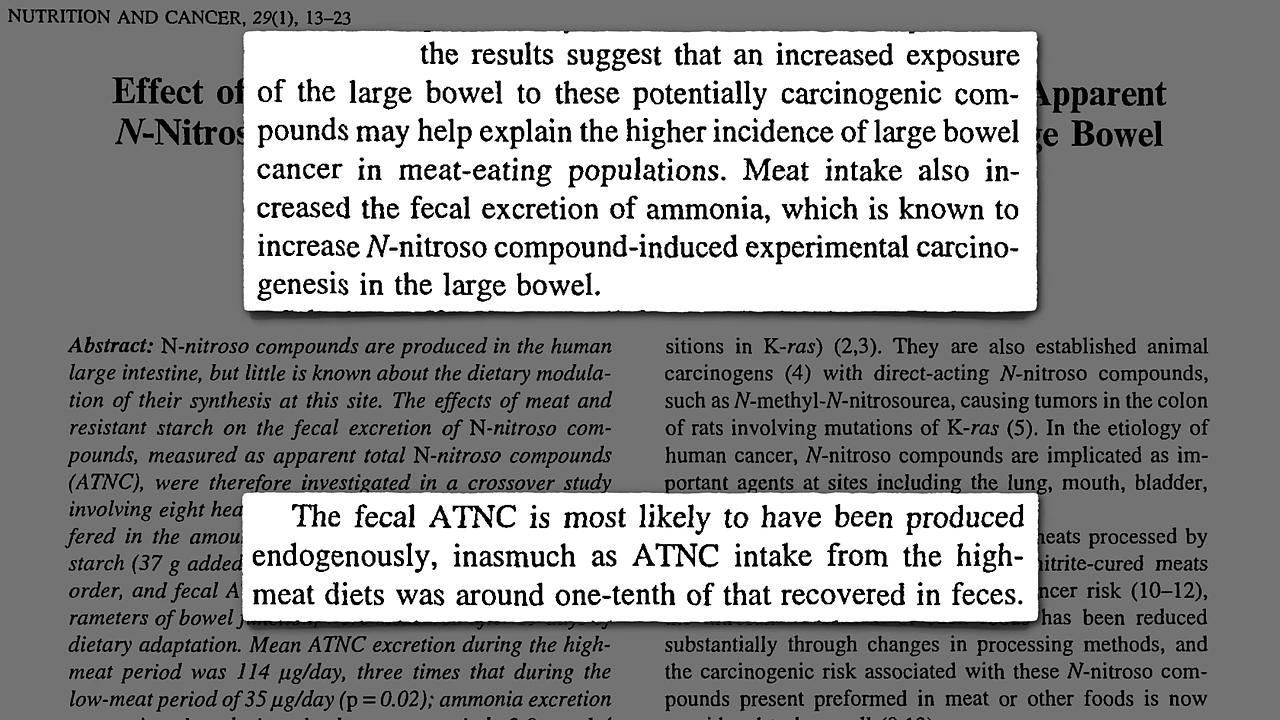 NUTRITION AND CANCER, 29(1), 13–23
Effect of Apparent
N-Nitros ge Bowel
the results suggest that an increased exposure
of the large bowel to these potentially carcinogenic com-
pounds may help explain the higher incidence of large bowel
cancer in meat-eating populations. Meat intake also in-
creased the fecal excretion of ammonia, which is known to
increase N-nitroso compound-induced experimental carcino-
genesis in the large bowel.
Abstract: N-nitroso compounds are produced in the human
large intestine, but little is known about the dietary modula-
tion of their synthesis at this site. The effects of meat and
resistant starch on the fecal excretion of N-nitroso com-
pounds, measured as apparent total N-nitroso compounds
(ATNC), were therefore investigated in a crossover study
involving eight hea
fered in the amou
starch (37 g added
order, and fecal A
rameters of bowel
dietary adaptation. Mean ATNC excretion during the high-
meat period was 114 µg/day, three times that during the
low-meat period of 35 µg/day (p = 0.02); ammonia excretion
The fecal ATNC is most likely to have been produced
endogenously, inasmuch as ATNC intake from the high-
meat diets was around one-tenth of that recovered in feces.
sitions in K-ras) (2,3). They are also established animal
carcinogens (4) with direct-acting N-nitroso compounds,
such as N-methyl-N-nitrosourea, causing tumors in the colon
of rats involving mutations of K-ras (5). In the etiology of
human cancer, N-nitroso compounds are implicated as im-
portant agents at sites including the lung, mouth, bladder,
eats processed by
itrite-cured meats
ncer risk (10–12),
has been reduced
substantially through changes in processing methods, and
the carcinogenic risk associated with these N-nitroso com-
pounds present preformed in meat or other foods is now